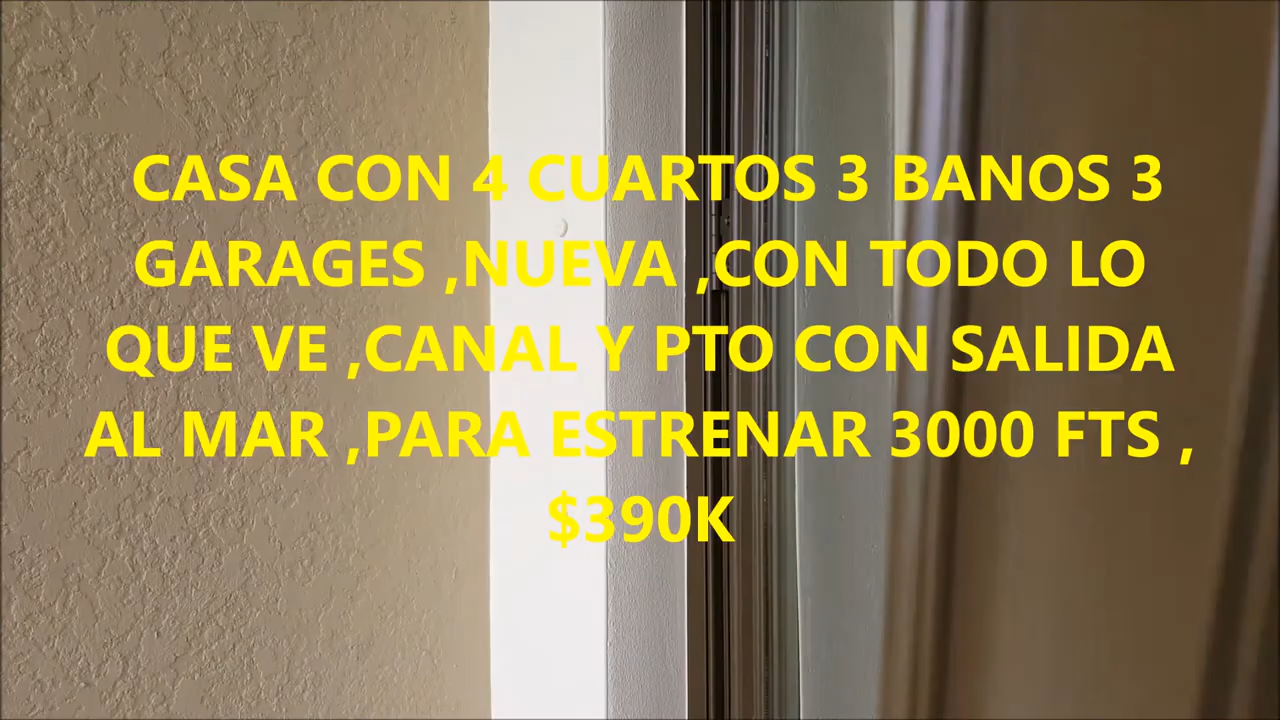 CASA CON 4 CUARTOS 3 BANOS 3
GARAGES ,NUEVA ,CON TODO LO
QUE VE ,CANAL Y PTO CON SALIDA
AL MAR ,PARA ESTRENAR 3000 FTS ,
$390K